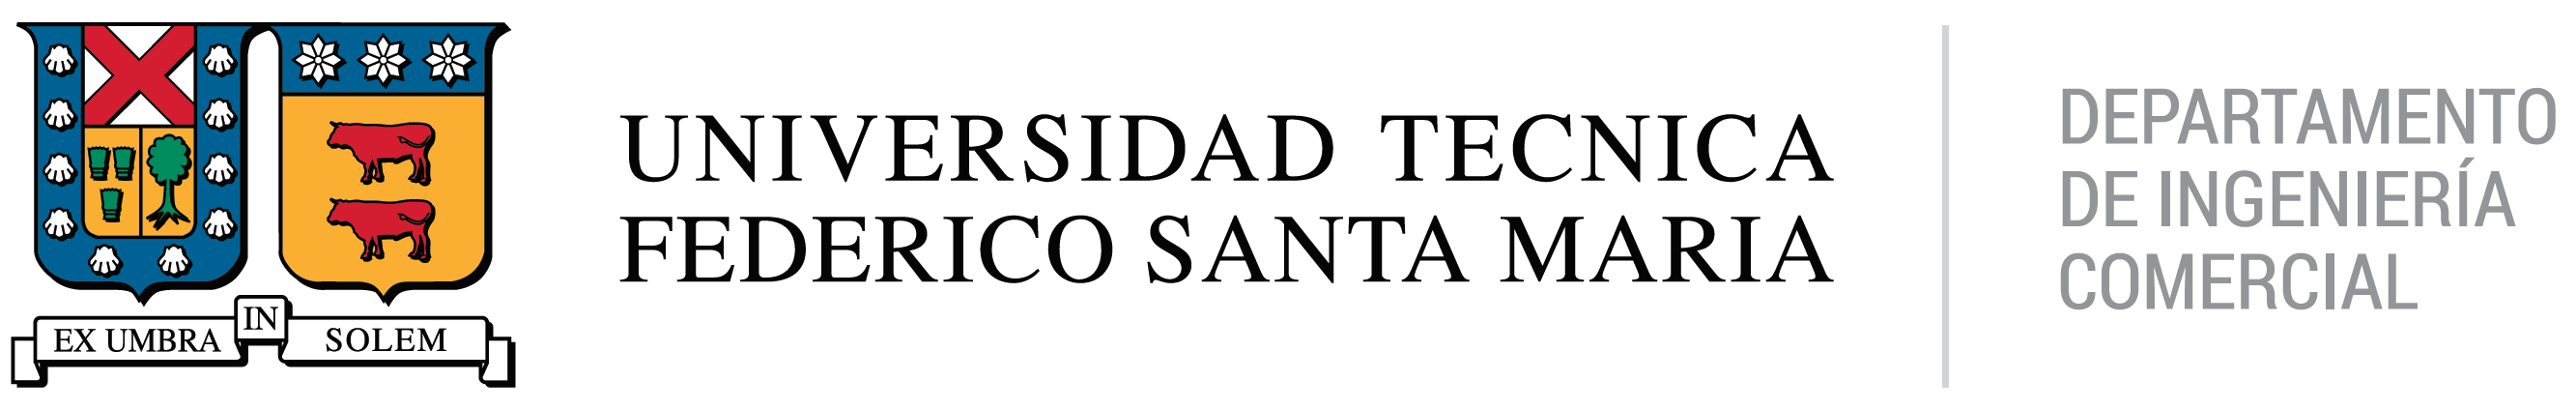 EX UMBRA IN SOLEM
UNIVERSIDAD TECNICA
FEDERICO SANTA MARIA
DEPARTAMENTO
DE INGENIERÍA
COMERCIAL